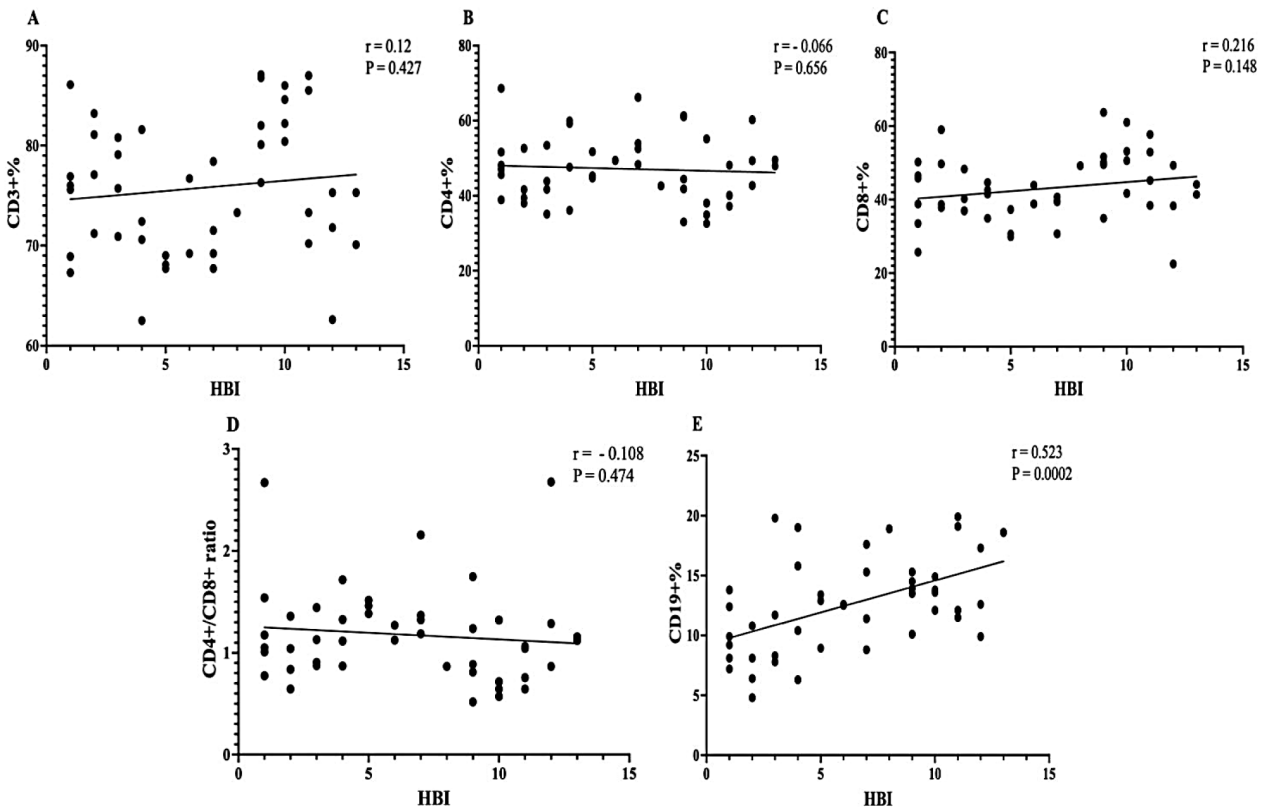 A
r = 0.12
P = 0.427
CD3+%
90
80
70
60
0
5
10
15
HBI
B
r = - 0.066
P = 0.656
CD4+%
80
60
40
20
0
0
5
10
15
HBI
C
r = 0.216
P = 0.148
CD8+%
80
60
40
20
0
0
5
10
15
HBI
D
r = - 0.108
P = 0.474
CD4+/CD8+ ratio
3
2
1
0
0
5
10
15
HBI
E
r = 0.523
P = 0.0002
CD19+%
25
20
15
10
5
0
0
5
10
15
HBI